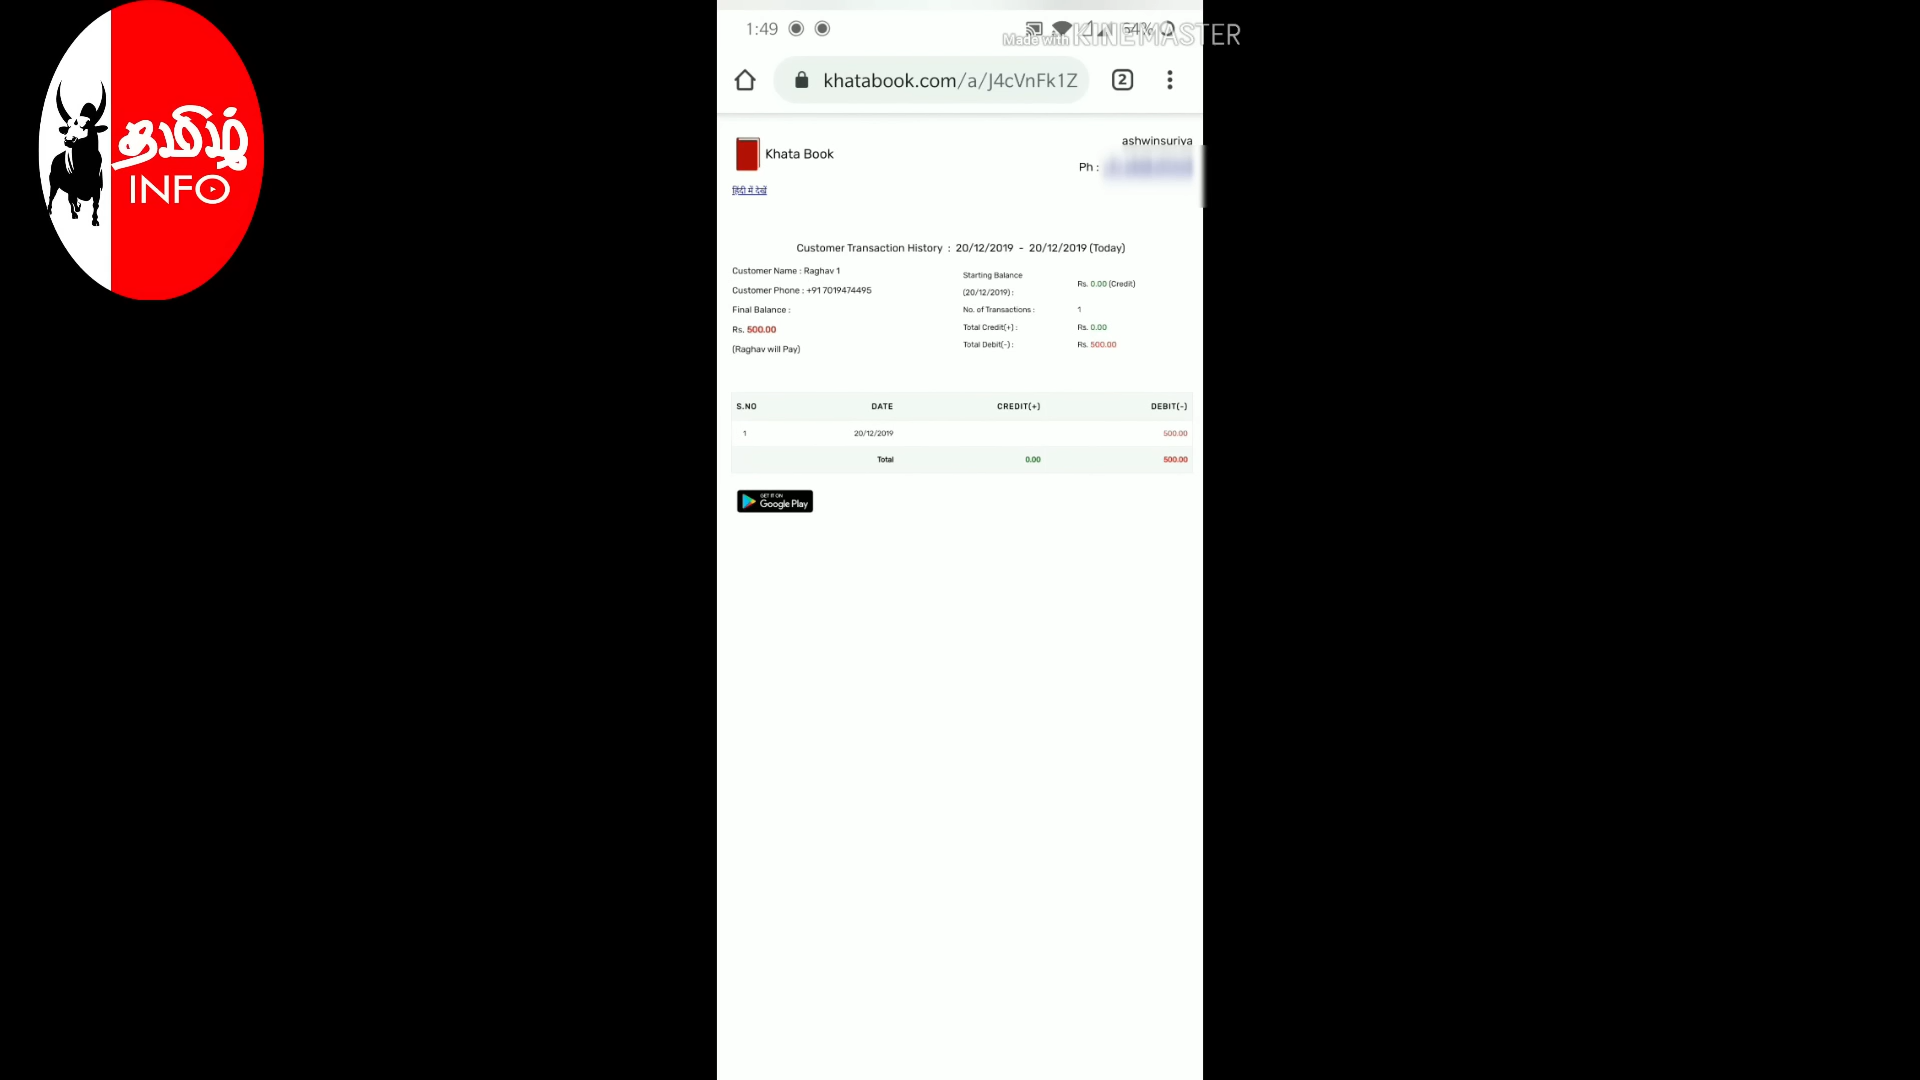 தமிழ்
INFO
1:49
64%
Made with KINEMASTER
khatabook.com/a/J4cVnFk1Z
2
Khata Book
ashwinsuriya
Ph :
हिंदी में देखें
Customer Transaction History : 20/12/2019 - 20/12/2019 (Today)
Customer Name : Raghav 1
Customer Phone : +91 7019474495
Final Balance :
Rs. 500.00
(Raghav will Pay)
Starting Balance
(20/12/2019) :
Rs. 0.00 (Credit)
No. of Transactions : 1
Total Credit(+) : Rs. 0.00
Total Debit(-) : Rs. 500.00
S.NO DATE CREDIT(+) DEBIT(-)
1 20/12/2019 500.00
Total 0.00 500.00
GET IT ON
Google Play